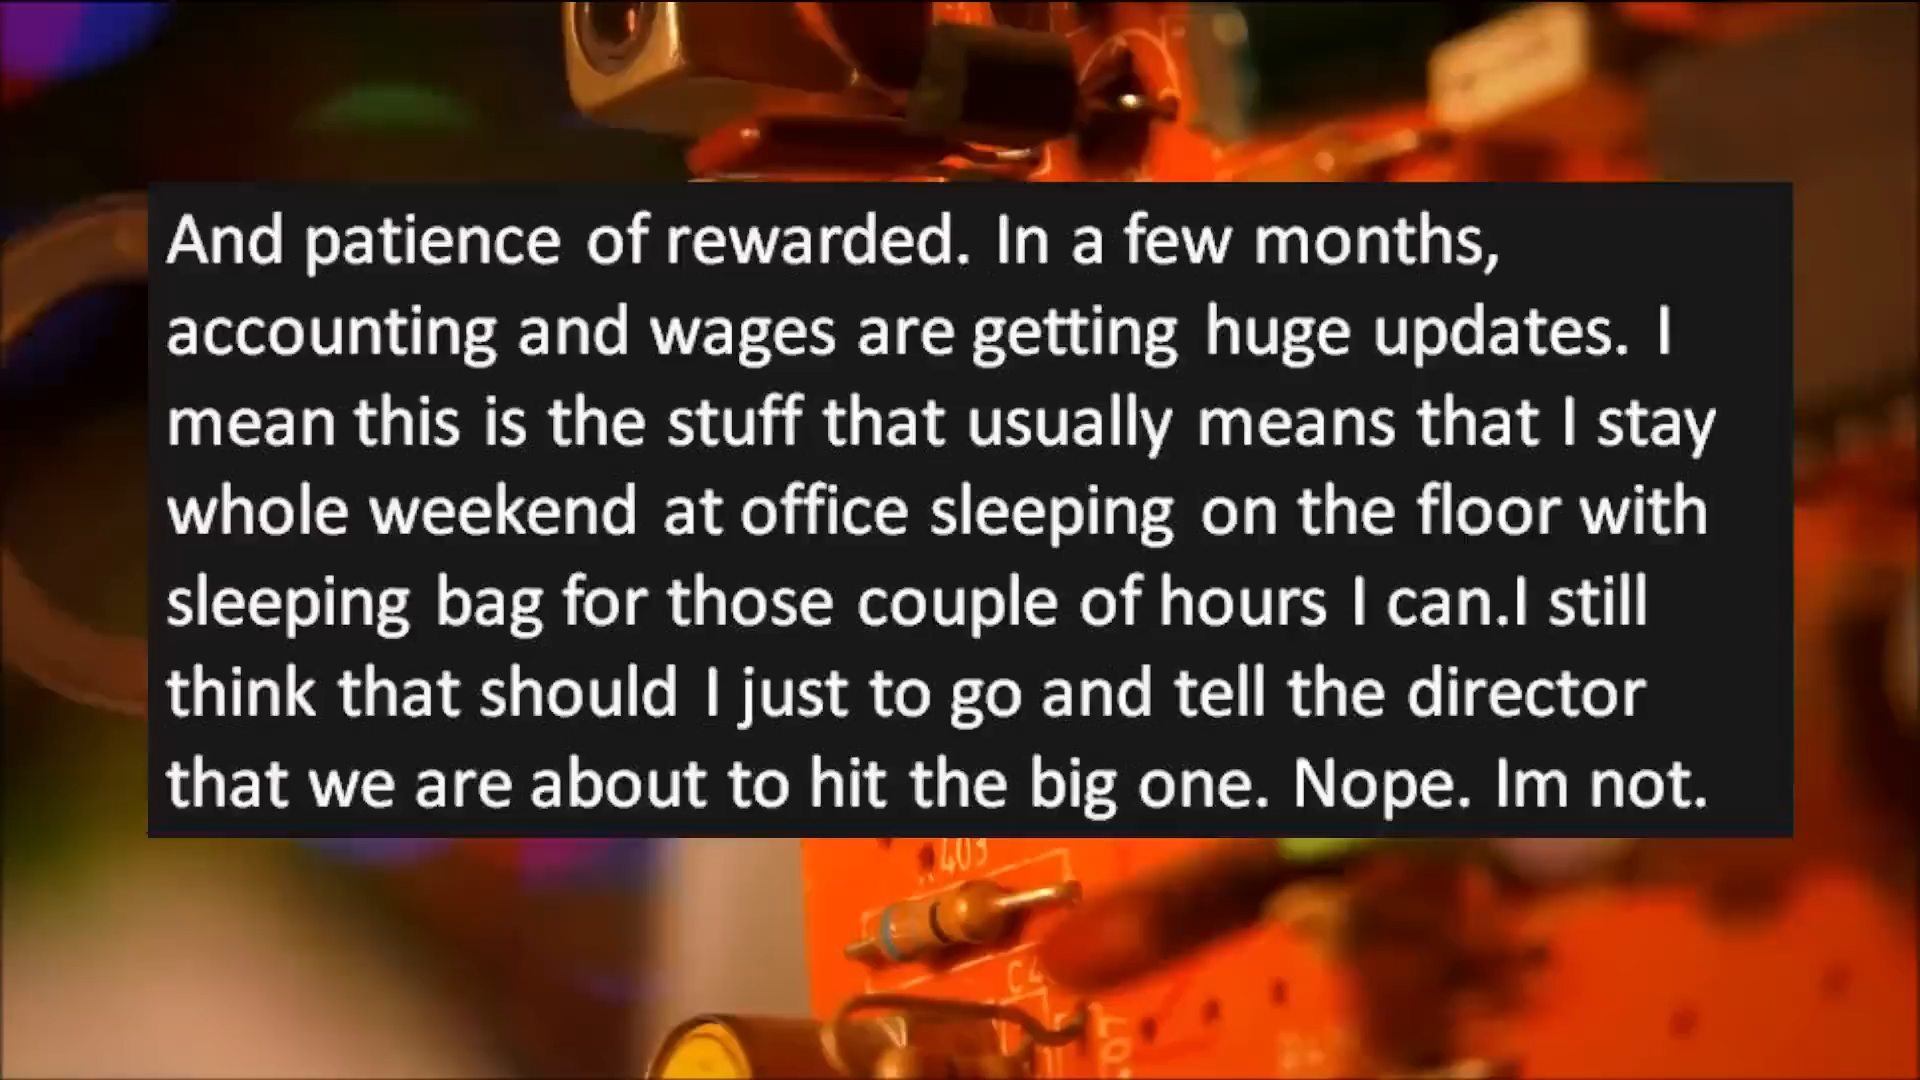 And patience of rewarded. In a few months,
accounting and wages are getting huge updates. I
mean this is the stuff that usually means that I stay
whole weekend at office sleeping on the floor with
sleeping bag for those couple of hours I can.I still
think that should I just to go and tell the director
that we are about to hit the big one. Nope. Im not.
403
C4